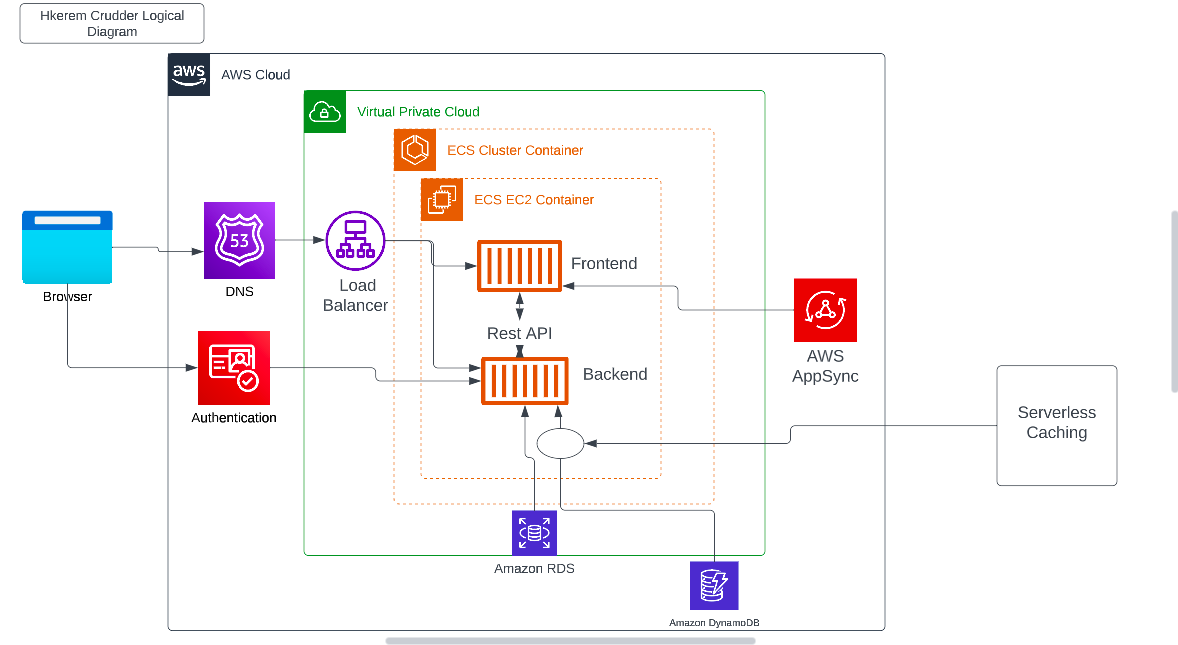 Hkerem Crudder Logical
Diagram
aws
AWS Cloud
Virtual Private Cloud
ECS Cluster Container
ECS EC2 Container
53
DNS
Browser
Load
Balancer
Frontend
Rest API
Backend
Authentication
AWS
AppSync
Serverless
Caching
Amazon RDS
Amazon DynamoDB